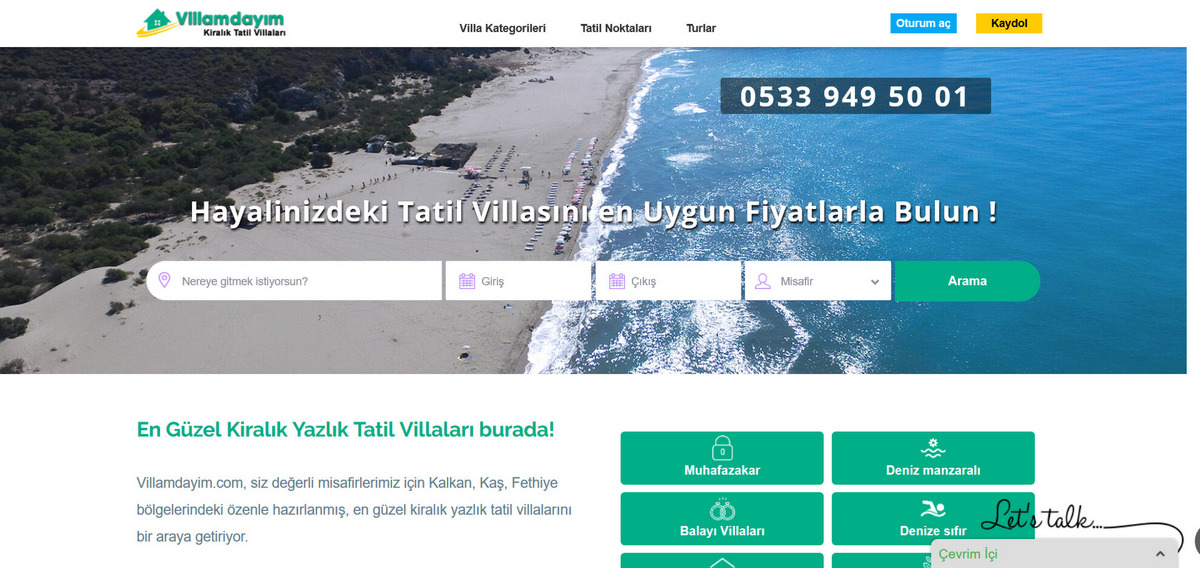 Villamdayım
Kiralık Tatil Villaları
Villa Kategorileri
Tatil Noktaları
Turlar
Oturum aç
Kaydol
0533 949 50 01
Hayalinizdeki Tatil Villasını en Uygun Fiyatlarla Bulun !
Nereye gitmek istiyorsun?
Giriş
Çıkış
Misafir
Arama
En Güzel Kiralık Yazlık Tatil Villaları burada!
Villamdayim.com, siz değerli misafirlerimiz için Kalkan, Kaş, Fethiye
bölgelerindeki özenle hazırlanmış, en güzel kiralık yazlık tatil villalarını
bir araya getiriyor.
Muhafazakar
Deniz manzaralı
Balayı Villaları
Denize sıfır
Let's talk...
Çevrim İçi